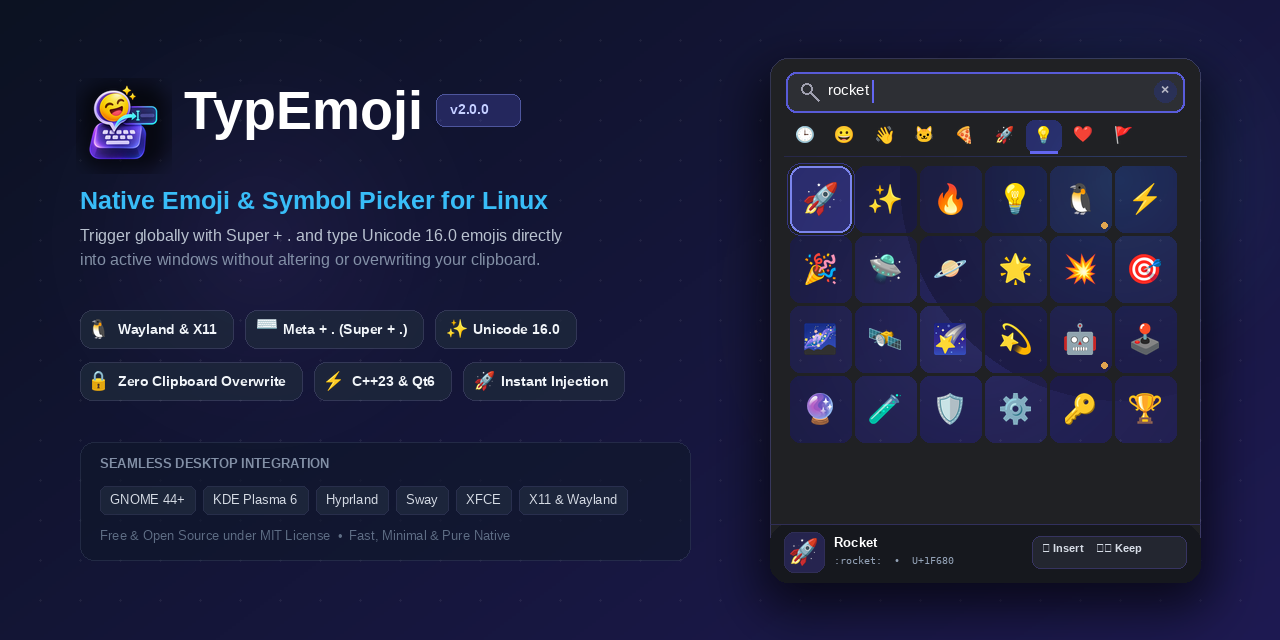 TypEmoji
v2.0.0
Native Emoji & Symbol Picker for Linux
Trigger globally with Super + . and type Unicode 16.0 emojis directly
into active windows without altering or overwriting your clipboard.
Wayland & X11
Meta + . (Super + .)
Unicode 16.0
Zero Clipboard Overwrite
C++23 & Qt6
Instant Injection
SEAMLESS DESKTOP INTEGRATION
GNOME 44+
KDE Plasma 6
Hyprland
Sway
XFCE
X11 & Wayland
Free & Open Source under MIT License • Fast, Minimal & Pure Native
rocket
Rocket
:rocket: • U+1F680
Insert
Keep